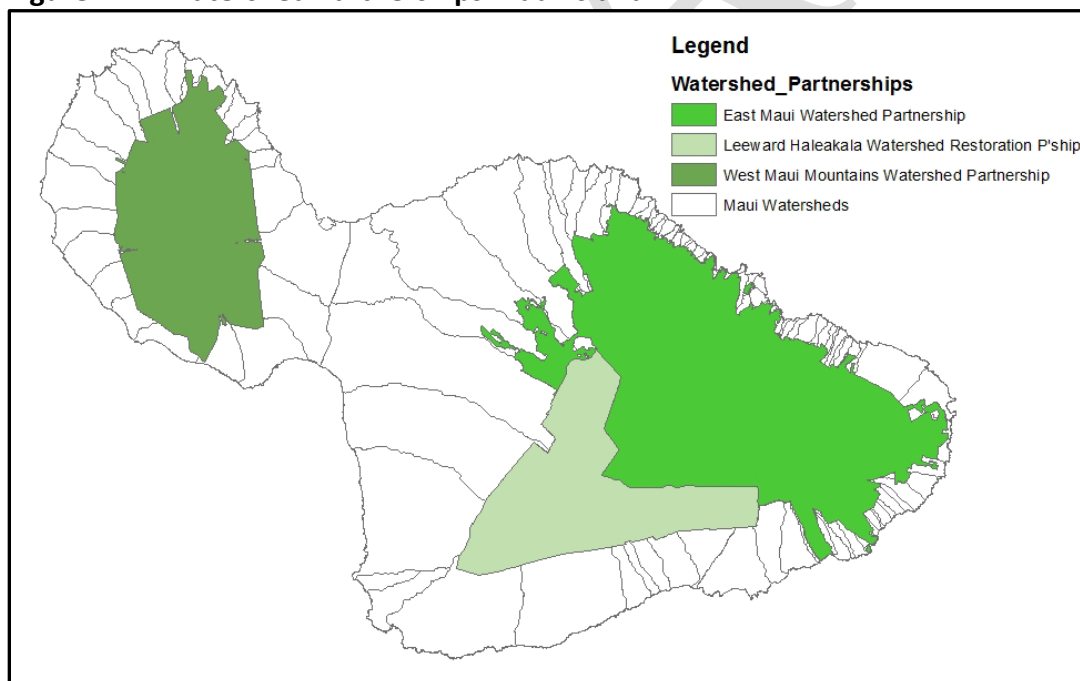 Legend
Watershed_Partnerships
East Maui Watershed Partnership
Leeward Haleakala Watershed Restoration P'ship
West Maui Mountains Watershed Partnership
Maui Watersheds